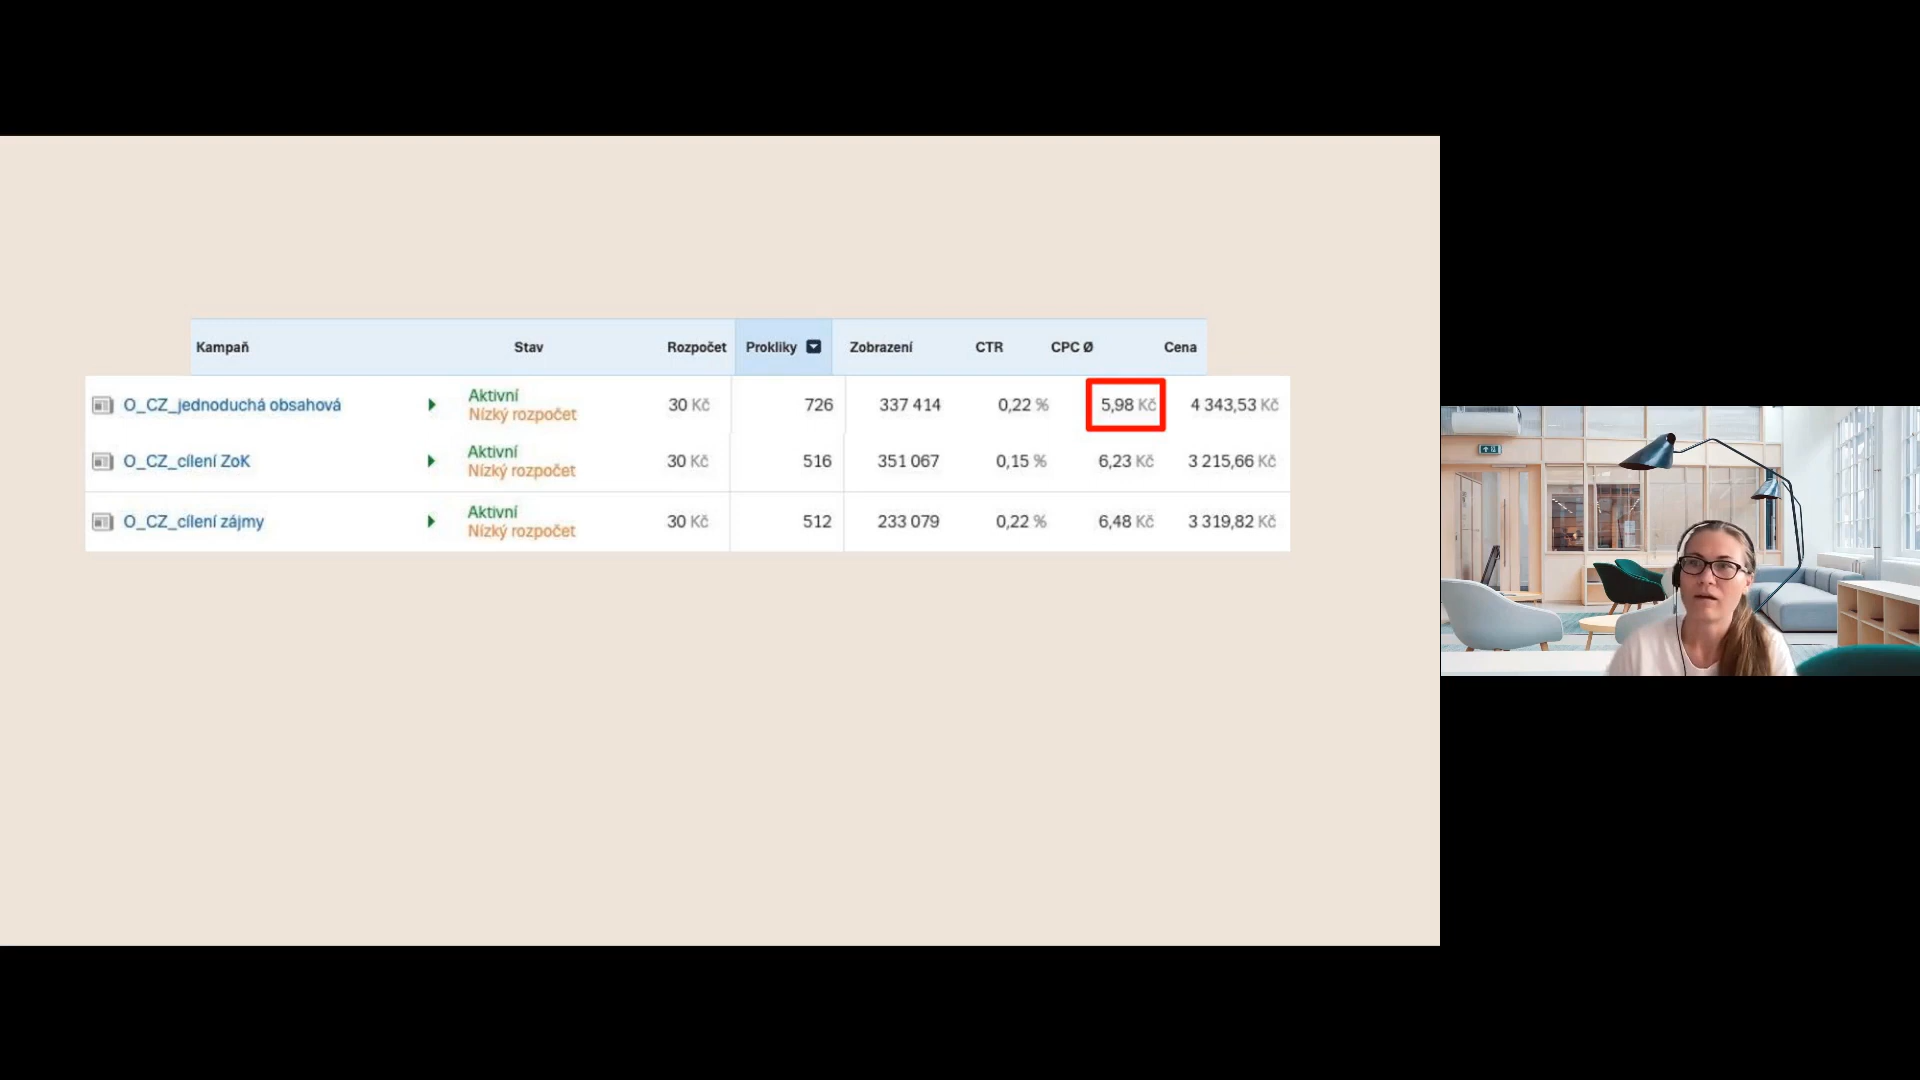 Kampaň Stav Rozpočet Prokliky Zobrazení CTR CPC Ø Cena
O_CZ_jednoduchá obsahová Aktivní 30 Kč 726 337 414 0,22 % 5,98 Kč 4 343,53 Kč
Nízký rozpočet
O_CZ_cílení ZoK Aktivní 30 Kč 516 351 067 0,15 % 6,23 Kč 3 215,66 Kč
Nízký rozpočet
O_CZ_cílení zájmy Aktivní 30 Kč 512 233 079 0,22 % 6,48 Kč 3 319,82 Kč
Nízký rozpočet